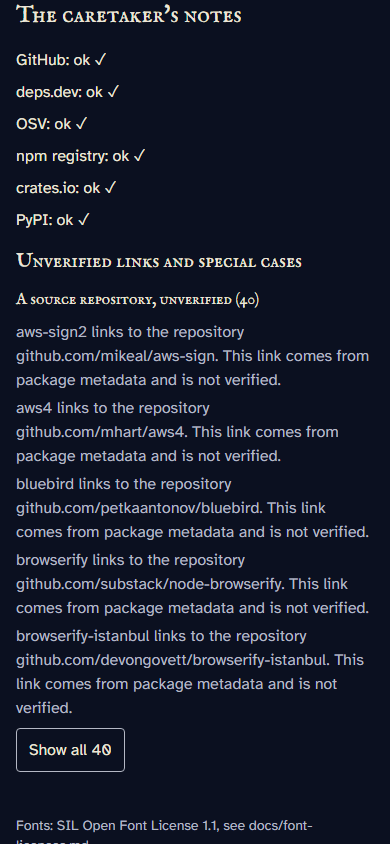 The caretaker's notes
GitHub: ok ✓
deps.dev: ok ✓
OSV: ok ✓
npm registry: ok ✓
crates.io: ok ✓
PyPI: ok ✓
Unverified links and special cases
A source repository, unverified (40)
aws-sign2 links to the repository
github.com/mikeal/aws-sign. This link comes from
package metadata and is not verified.
aws4 links to the repository
github.com/mhart/aws4. This link comes from
package metadata and is not verified.
bluebird links to the repository
github.com/petkaantonov/bluebird. This link
comes from package metadata and is not verified.
browserify links to the repository
github.com/substack/node-browserify. This link
comes from package metadata and is not verified.
browserify-istanbul links to the repository
github.com/devongovett/browserify-istanbul. This
link comes from package metadata and is not
verified.
Show all 40
Fonts: SIL Open Font License 1.1, see docs/font-
licenses.md